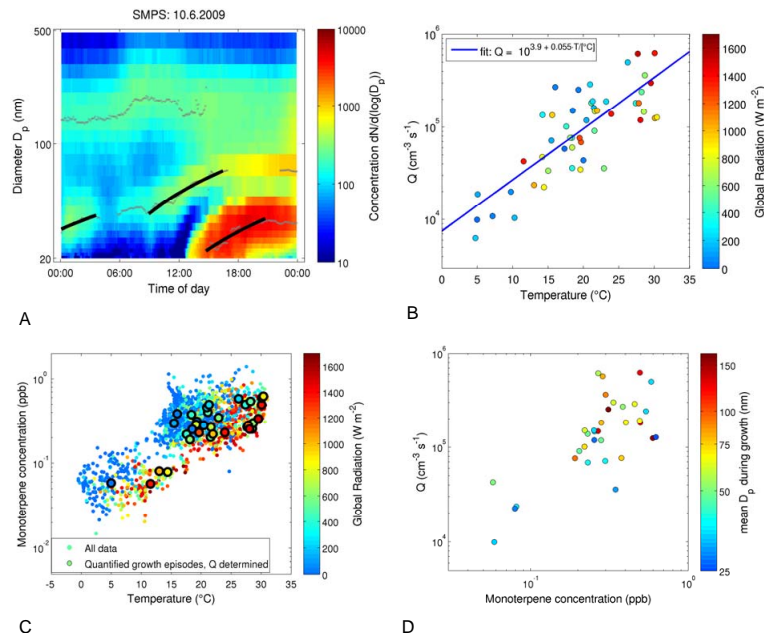 SMPS: 10.6.2009
500
100
20
Diameter D_p (nm)
00:00 06:00 12:00 18:00 00:00
Time of day
10000
1000
100
10
Concentration dN/d(log(D_p))
A
fit: Q = 10^{3.9 + 0.055·T/[°C]}
10^6
10^5
10^4
Q (cm^-3 s^-1)
0 5 10 15 20 25 30 35
Temperature (°C)
1600
1400
1200
1000
800
600
400
200
0
Global Radiation (W m^-2)
B
10^0
10^-1
10^-2
Monoterpene concentration (ppb)
All data
Quantified growth episodes, Q determined
-5 0 5 10 15 20 25 30 35
Temperature (°C)
1600
1400
1200
1000
800
600
400
200
0
Global Radiation (W m^-2)
C
10^6
10^5
10^4
Q (cm^-3 s^-1)
10^-1 10^0
Monoterpene concentration (ppb)
150
100
50
25
mean D_p during growth (nm)
D